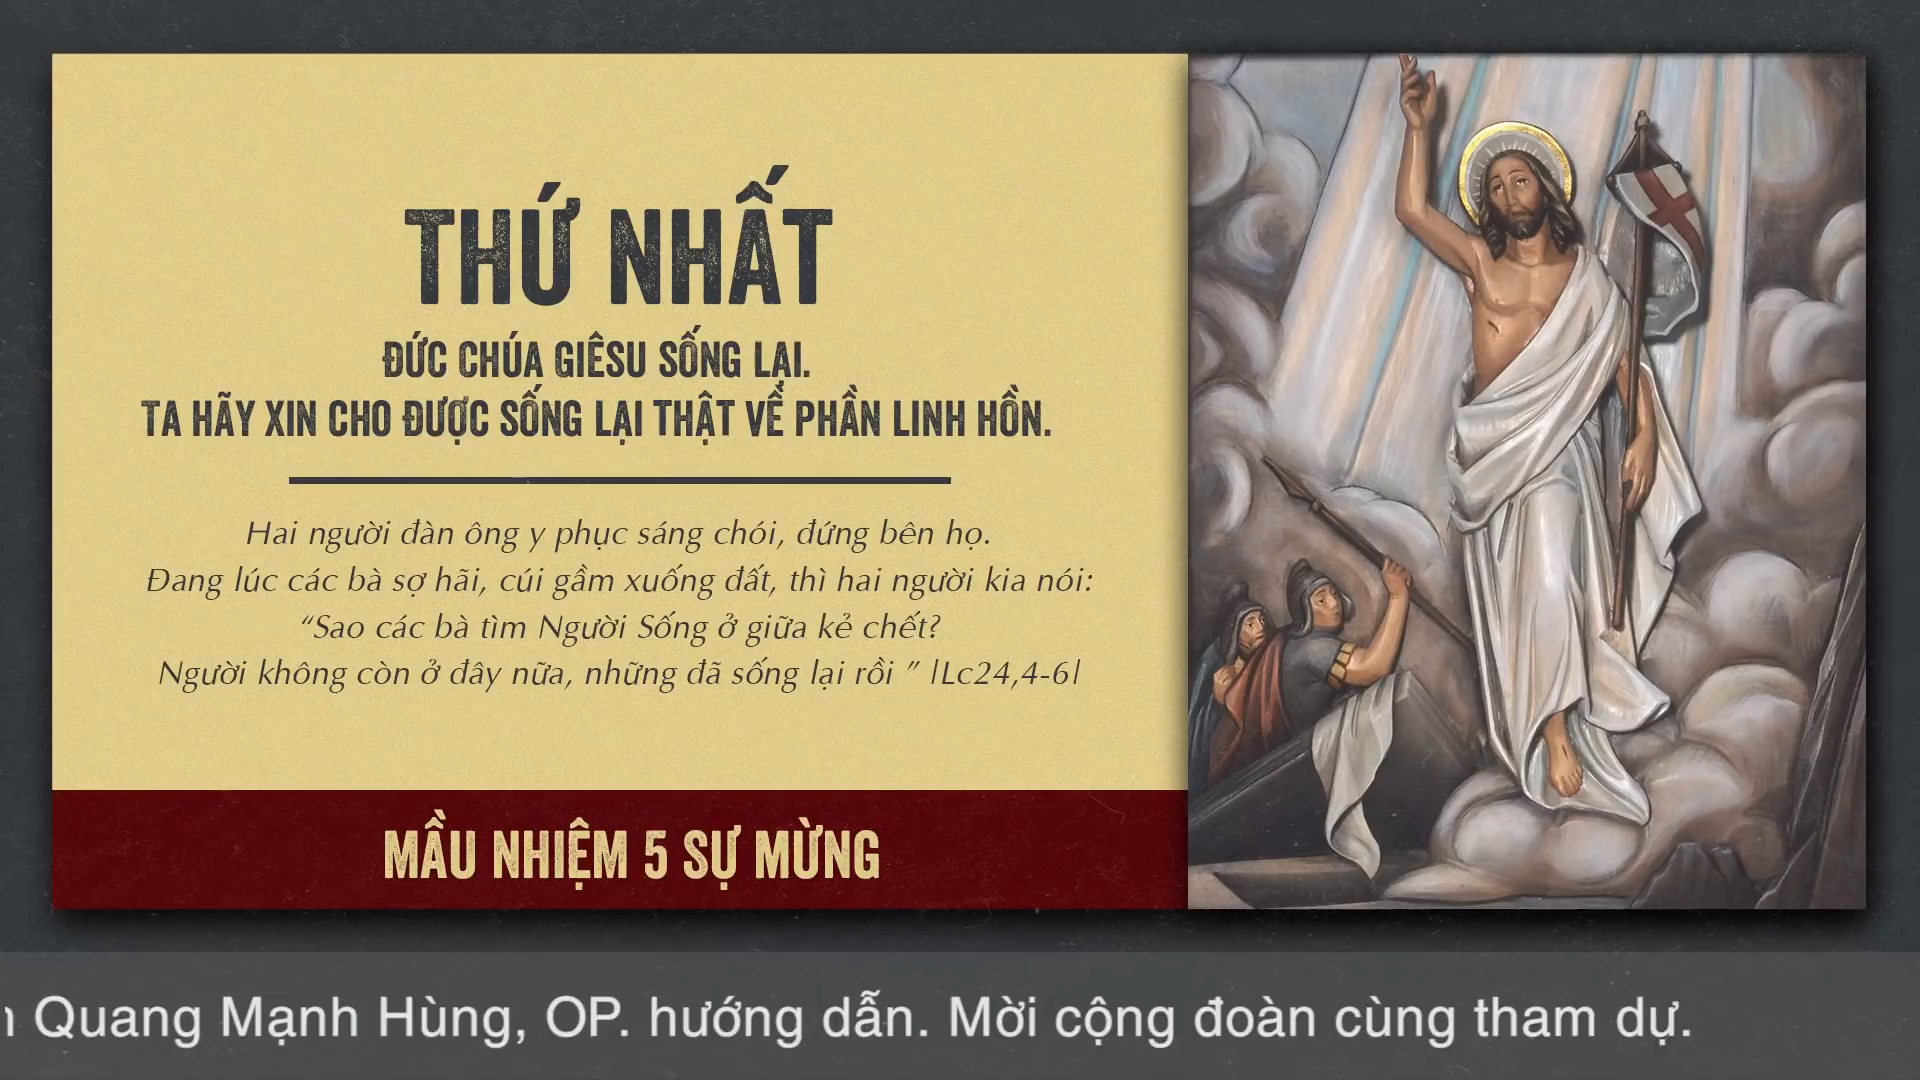 THỨ NHẤT
ĐỨC CHÚA GIÊSU SỐNG LẠI.
TA HÃY XIN CHO ĐƯỢC SỐNG LẠI THẬT VỀ PHẦN LINH HỒN.
Hai người đàn ông y phục sáng chói, đứng bên họ.
Đang lúc các bà sợ hãi, cúi gầm xuống đất, thì hai người kia nói:
“Sao các bà tìm Người Sống ở giữa kẻ chết?
Người không còn ở đây nữa, những đã sống lại rồi ” |Lc24,4-6|
MẦU NHIỆM 5 SỰ MỪNG
Quang Mạnh Hùng, OP. hướng dẫn. Mời cộng đoàn cùng tham dự.